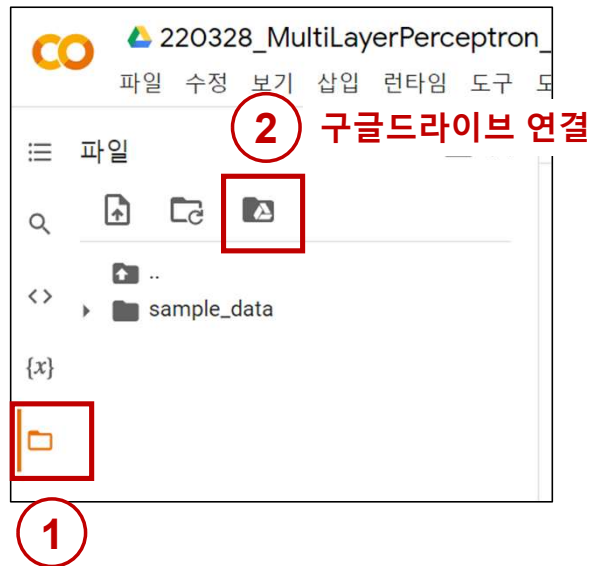 220328_MultiLayerPerceptron_
파일 수정 보기 삽입 런타임 도구
2 구글드라이브 연결
파일
..
<> sample_data
{x}
1